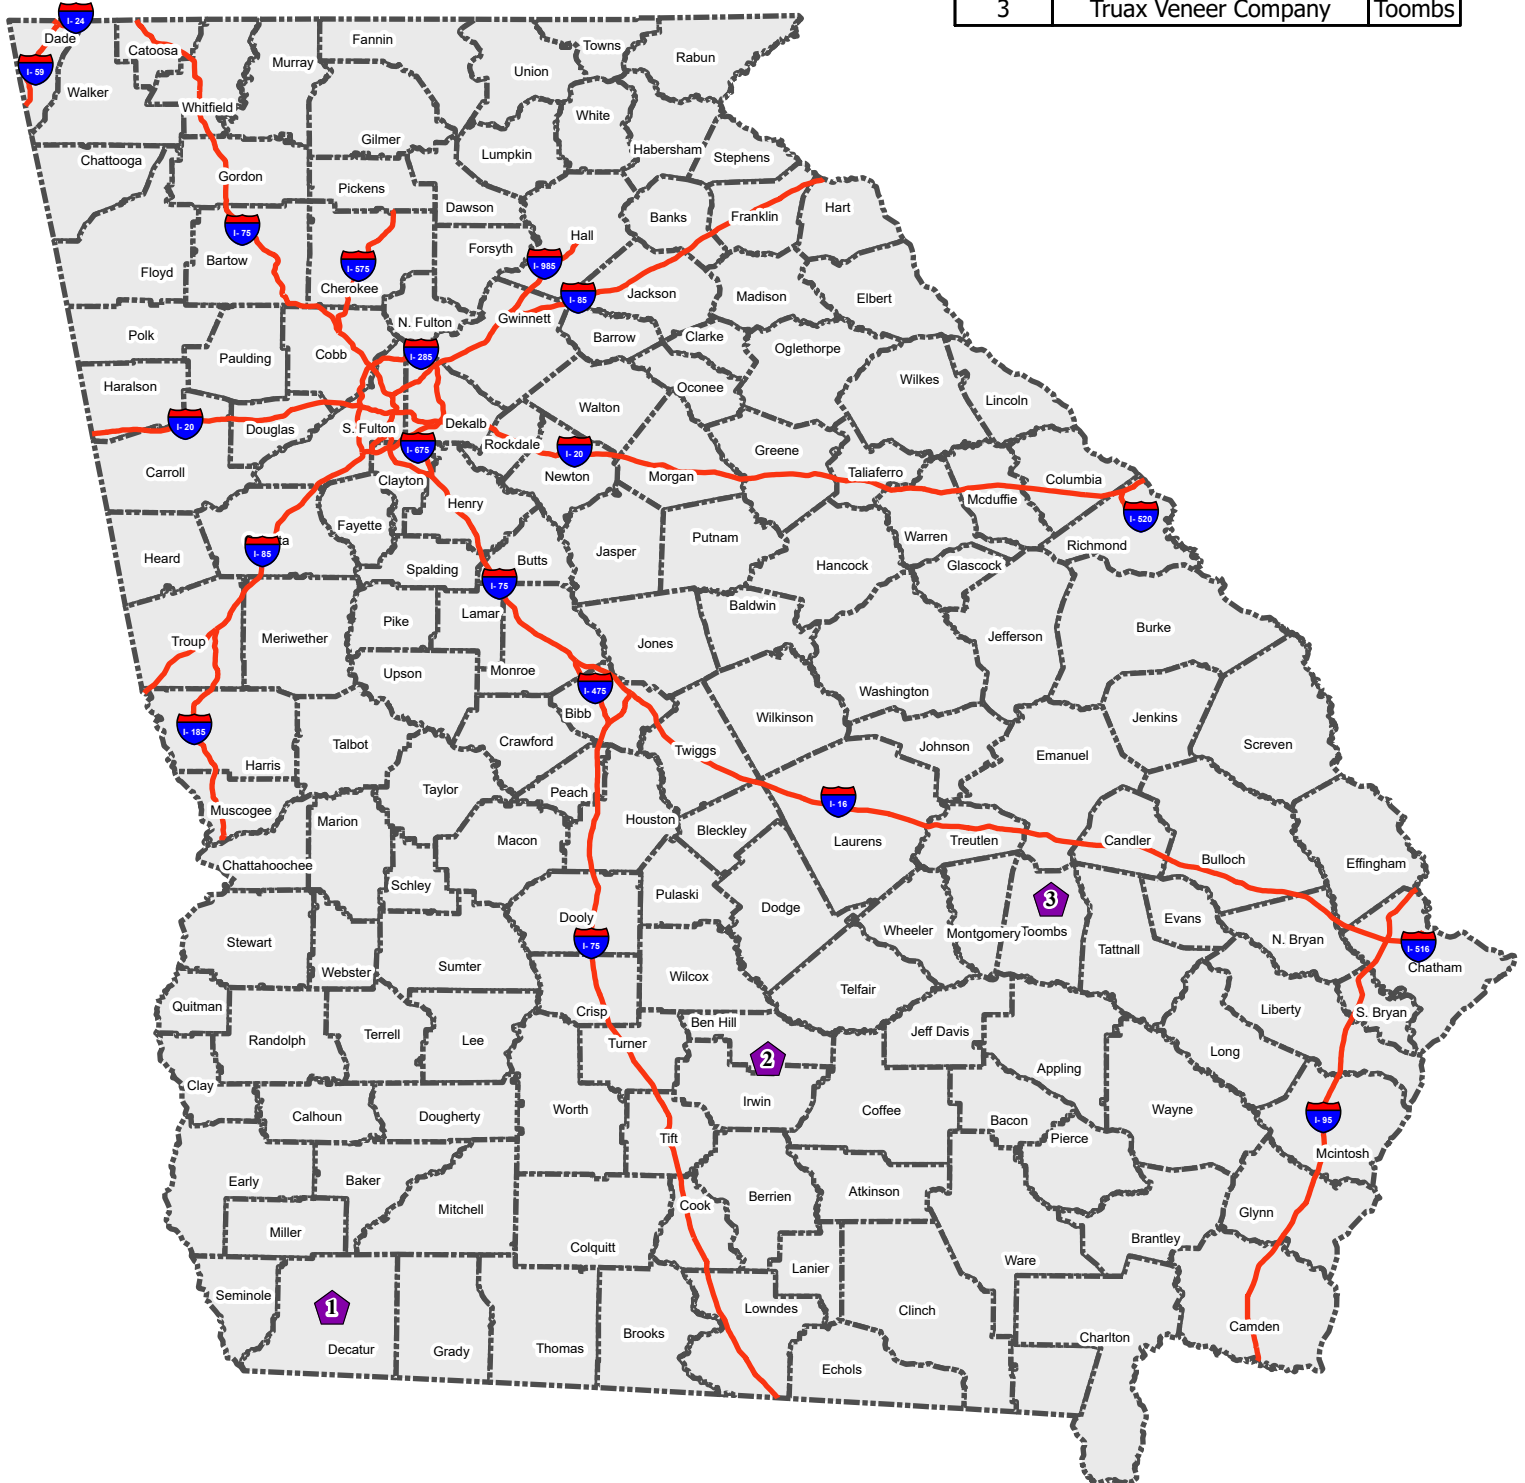 3 Truax Veneer Company Toombs
I- 24
Dade
Catoosa
Fannin
Towns
Union
Rabun
Murray
I- 59
Walker
Whitfield
White
Gilmer
Lumpkin
Habersham
Stephens
Chattooga
Gordon
Pickens
Dawson
Banks
Franklin
Hart
I- 75
Hall
Forsyth
Bartow
I- 575
I- 985
Floyd
Cherokee
I- 85
Jackson
Madison
Elbert
N. Fulton
Gwinnett
Polk
Barrow
Clarke
Oglethorpe
Paulding
Cobb
I- 285
Haralson
Oconee
Wilkes
Lincoln
Walton
I- 20
Douglas
S. Fulton
Dekalb
I- 675
Rockdale
I- 20
Greene
Carroll
Clayton
Newton
Morgan
Taliaferro
Columbia
Henry
Mcduffie
I- 520
Fayette
ta
I- 85
Heard
Spalding
Butts
Jasper
Putnam
Warren
Richmond
Hancock
Glascock
I- 75
Lamar
Baldwin
Pike
Troup
Meriwether
Jones
Jefferson
Burke
Upson
Monroe
I- 475
Washington
Bibb
Wilkinson
Jenkins
I- 185
Talbot
Crawford
Twiggs
Johnson
Emanuel
Screven
Harris
Taylor
Peach
I- 16
Muscogee
Marion
Houston
Bleckley
Macon
Laurens
Treutlen
Candler
Bulloch
Effingham
Chattahoochee
Schley
Pulaski
3
Dodge
Dooly
Wheeler
Montgomery
Toombs
Evans
Stewart
I- 75
Tattnall
N. Bryan
I- 516
Chatham
Webster
Sumter
Wilcox
Telfair
Quitman
Crisp
Liberty
S. Bryan
Randolph
Terrell
Lee
Turner
Ben Hill
Jeff Davis
2
Long
Appling
Clay
Calhoun
Dougherty
Worth
Irwin
Coffee
Bacon
Wayne
I- 95
Tift
Pierce
Mcintosh
Early
Baker
Mitchell
Cook
Berrien
Atkinson
Glynn
Miller
Colquitt
Brantley
Lanier
Ware
Seminole
1
Lowndes
Clinch
Camden
Decatur
Grady
Thomas
Brooks
Charlton
Echols